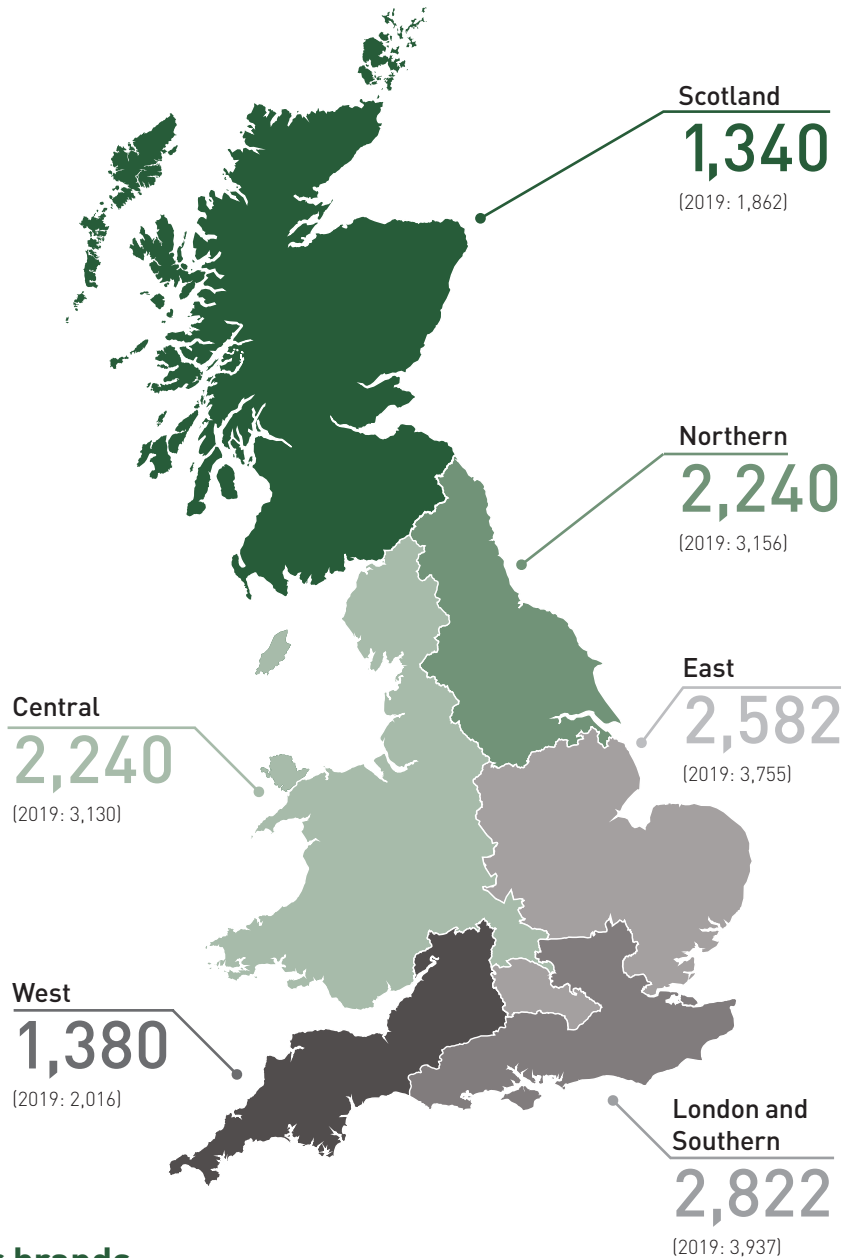 Scotland
1,340
(2019: 1,862)
Northern
2,240
(2019: 3,156)
East
2,582
(2019: 3,755)
Central
2,240
(2019: 3,130)
West
1,380
(2019: 2,016)
London and
Southern
2,822
(2019: 3,937)
brands